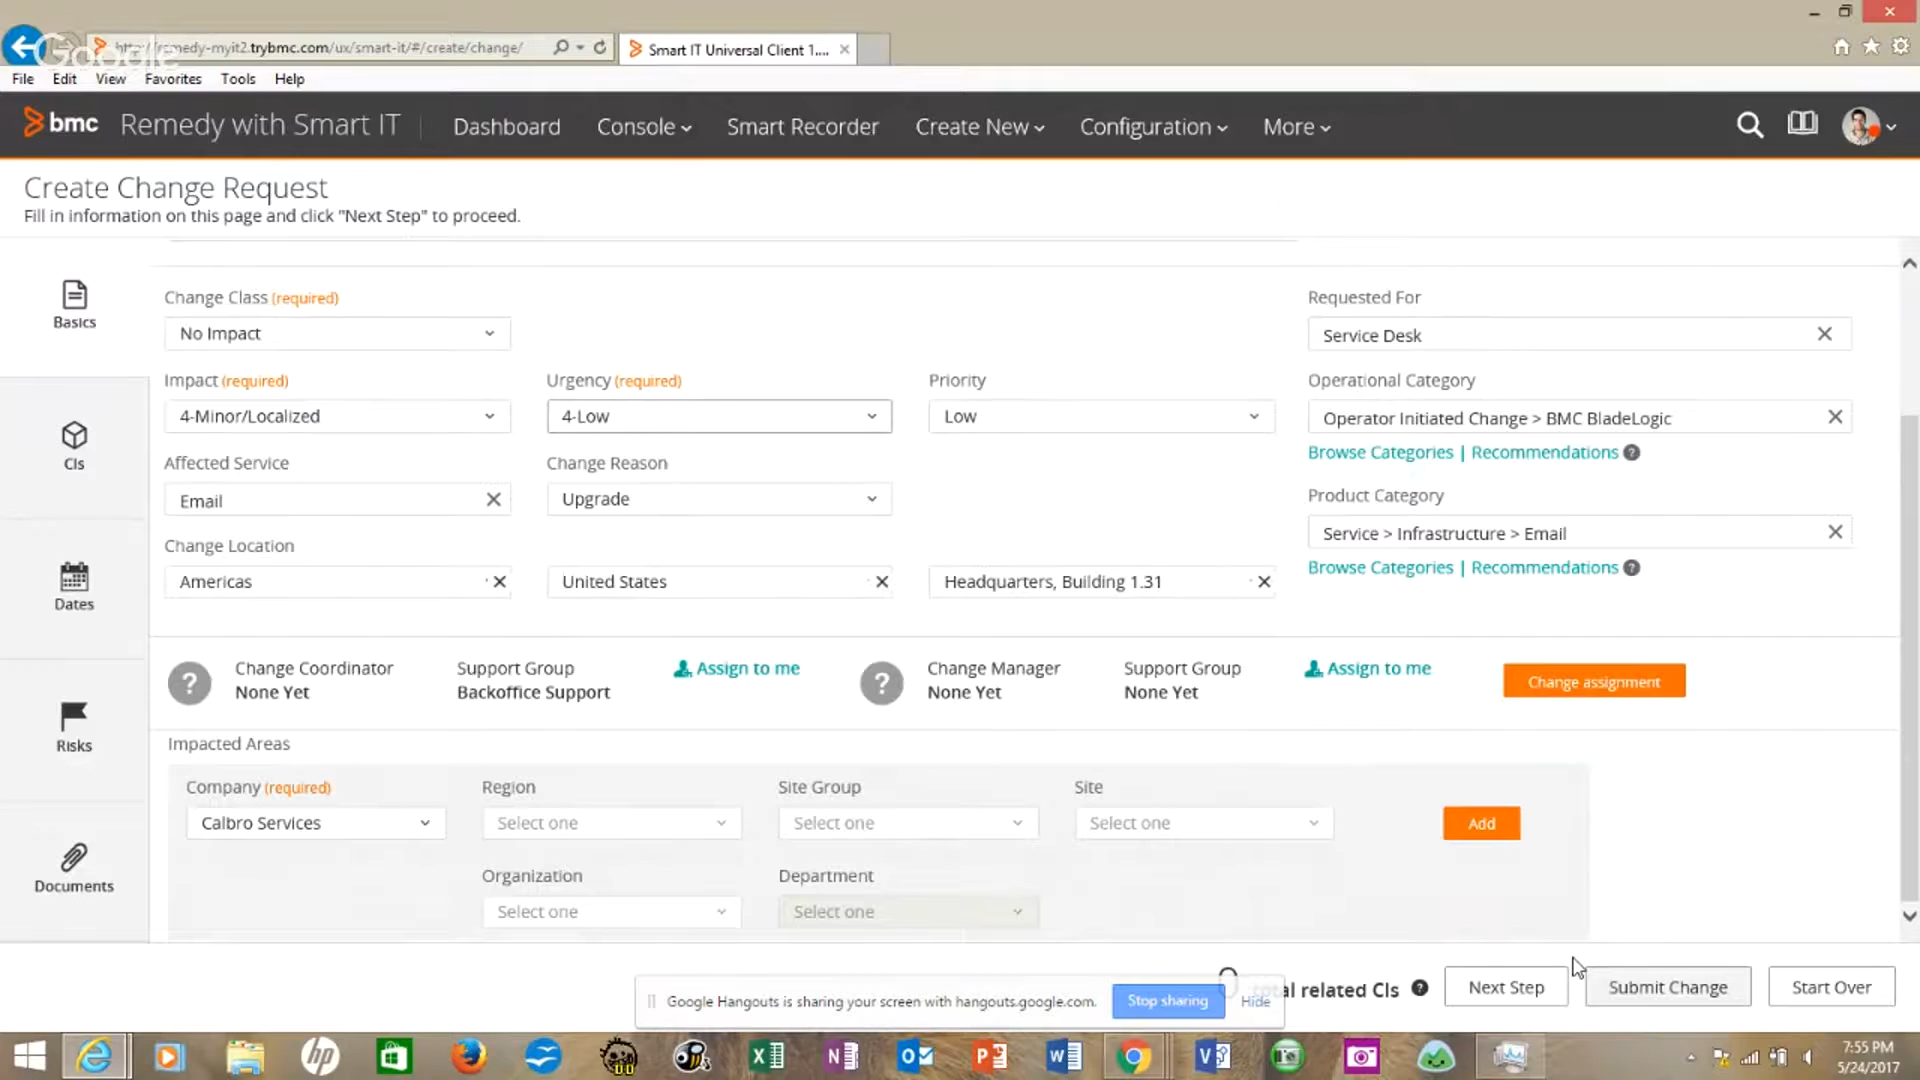 Google
http://remedy-myit2.trybmc.com/ux/smart-it/#/create/change/
Smart IT Universal Client 1....
File Edit View Favorites Tools Help
bmc Remedy with Smart IT Dashboard Console Smart Recorder Create New Configuration More
Create Change Request
Fill in information on this page and click "Next Step" to proceed.
Basics
CIs
Dates
Risks
Documents
Change Class (required)
No Impact
Impact (required) Urgency (required) Priority
4-Minor/Localized 4-Low Low
Affected Service Change Reason
Email Upgrade
Change Location
Americas United States Headquarters, Building 1.31
Requested For
Service Desk
Operational Category
Operator Initiated Change > BMC BladeLogic
Browse Categories | Recommendations ?
Product Category
Service > Infrastructure > Email
Browse Categories | Recommendations ?
? Change Coordinator Support Group Assign to me ? Change Manager Support Group Assign to me Change assignment
None Yet Backoffice Support None Yet None Yet
Impacted Areas
Company (required) Region Site Group Site
Calbro Services Select one Select one Select one Add
Organization Department
Select one Select one
Google Hangouts is sharing your screen with hangouts.google.com. Stop sharing Hide
0 total related CIs ? Next Step Submit Change Start Over
7:55 PM
5/24/2017